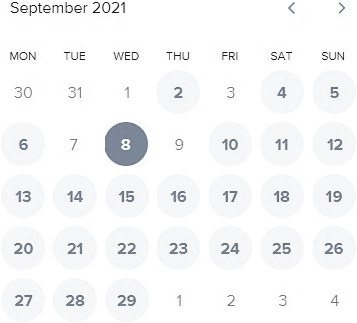 September 2021
MON TUE WED THU FRI SAT SUN
30 31 1 2 3 4 5
6 7 8 9 10 11 12
13 14 15 16 17 18 19
20 21 22 23 24 25 26
27 28 29 1 2 3 4